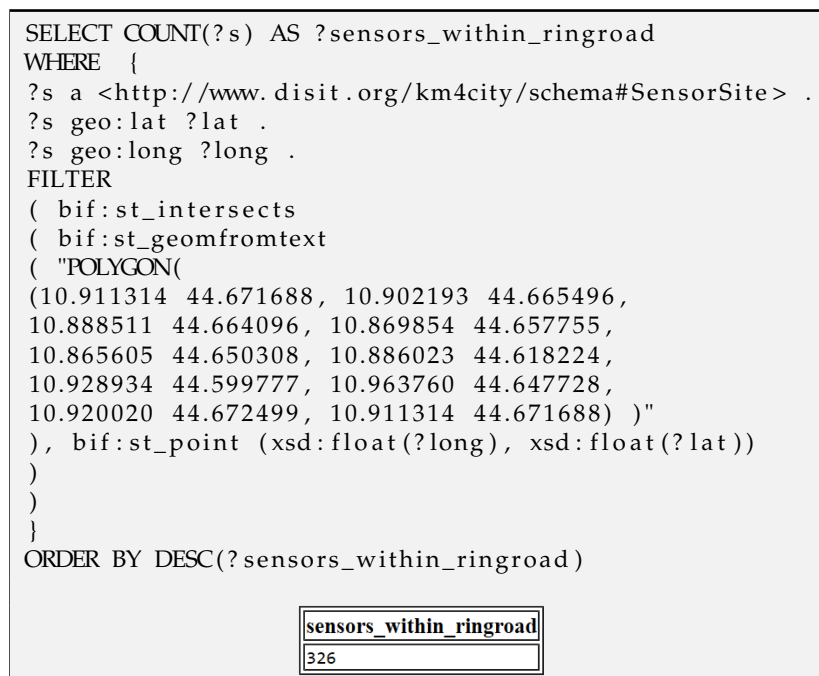 SELECT COUNT(?s) AS ?sensors_within_ringroad
WHERE {
?s a <http://www.disit.org/km4city/schema#SensorSite> .
?s geo:lat ?lat .
?s geo:long ?long .
FILTER
( bif:st_intersects
( bif:st_geomfromtext
( "POLYGON(
(10.911314 44.671688, 10.902193 44.665496,
10.888511 44.664096, 10.869854 44.657755,
10.865605 44.650308, 10.886023 44.618224,
10.928934 44.599777, 10.963760 44.647728,
10.920020 44.672499, 10.911314 44.671688) )"
), bif:st_point (xsd:float(?long), xsd:float(?lat))
)
)
}
ORDER BY DESC(?sensors_within_ringroad)
sensors_within_ringroad
326